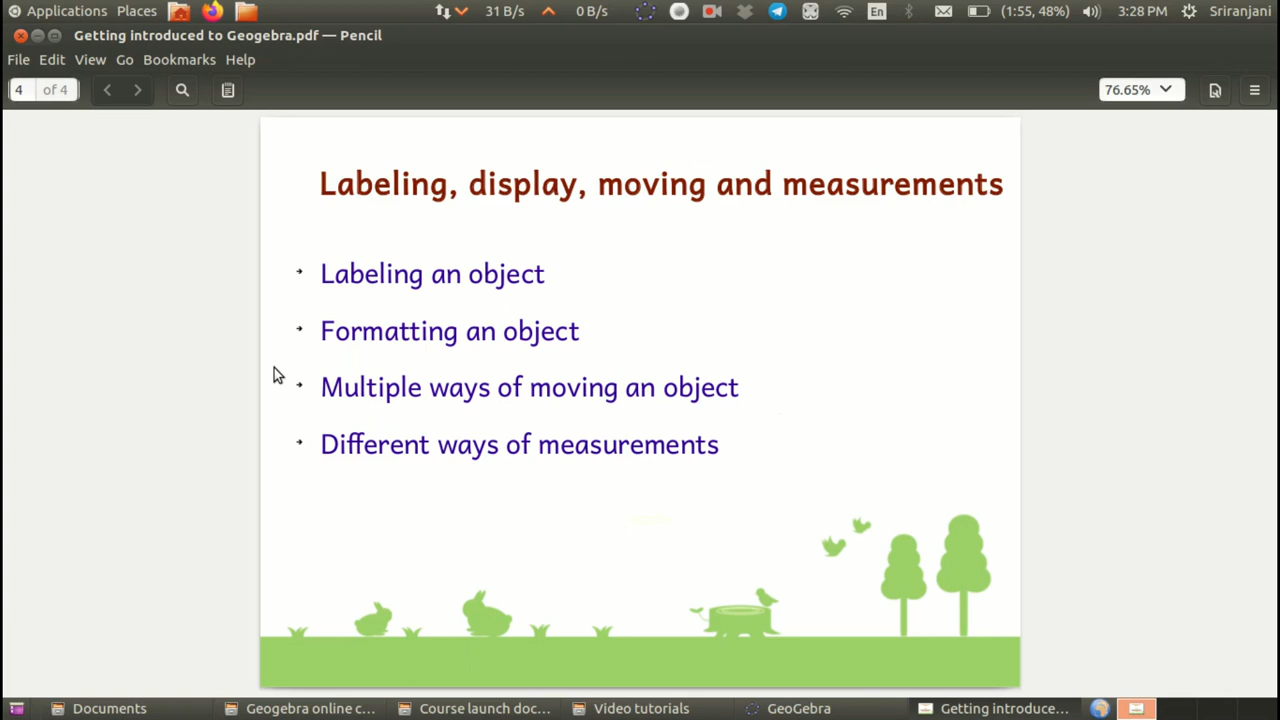 Applications Places 31 B/s 0 B/s En (1:55, 48%) 3:28 PM Sriranjani
Getting introduced to Geogebra.pdf — Pencil
File Edit View Go Bookmarks Help
4 of 4 76.65%
Labeling, display, moving and measurements
Labeling an object
Formatting an object
Multiple ways of moving an object
Different ways of measurements
Documents Geogebra online c... Course launch doc... Video tutorials GeoGebra Getting introduce...